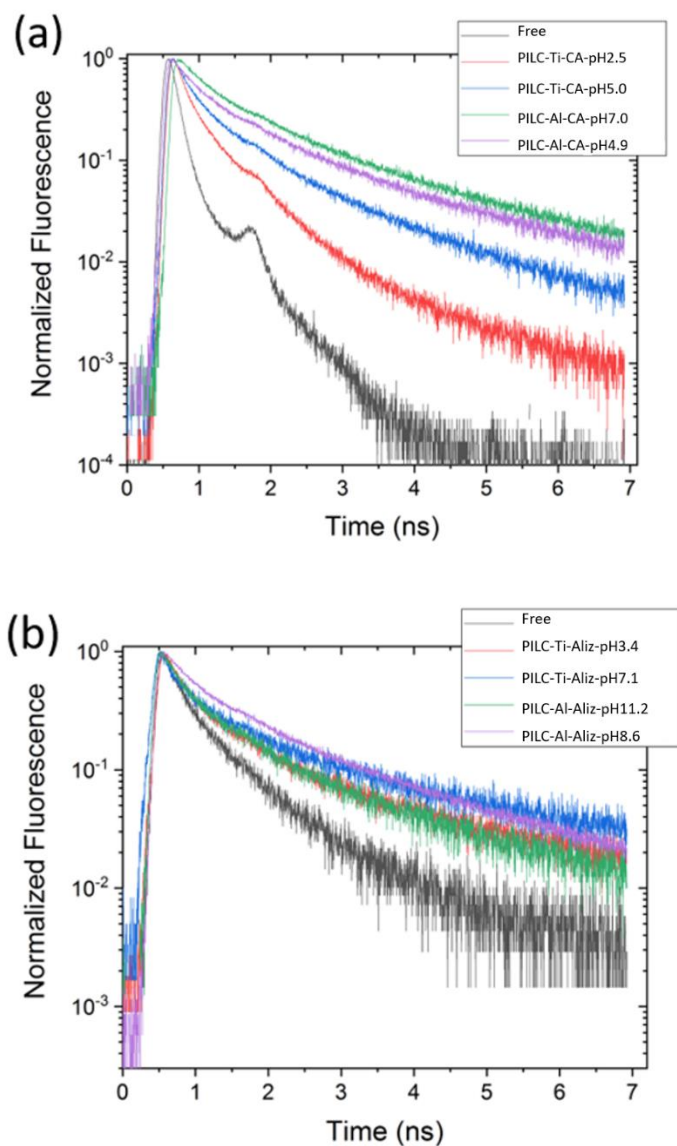 (a)
Normalized Fluorescence
10^0
10^-1
10^-2
10^-3
10^-4
0 1 2 3 4 5 6 7
Time (ns)
Free
PILC-Ti-CA-pH2.5
PILC-Ti-CA-pH5.0
PILC-Al-CA-pH7.0
PILC-Al-CA-pH4.9
(b)
Normalized Fluorescence
10^0
10^-1
10^-2
10^-3
0 1 2 3 4 5 6 7
Time (ns)
Free
PILC-Ti-Aliz-pH3.4
PILC-Ti-Aliz-pH7.1
PILC-Al-Aliz-pH11.2
PILC-Al-Aliz-pH8.6